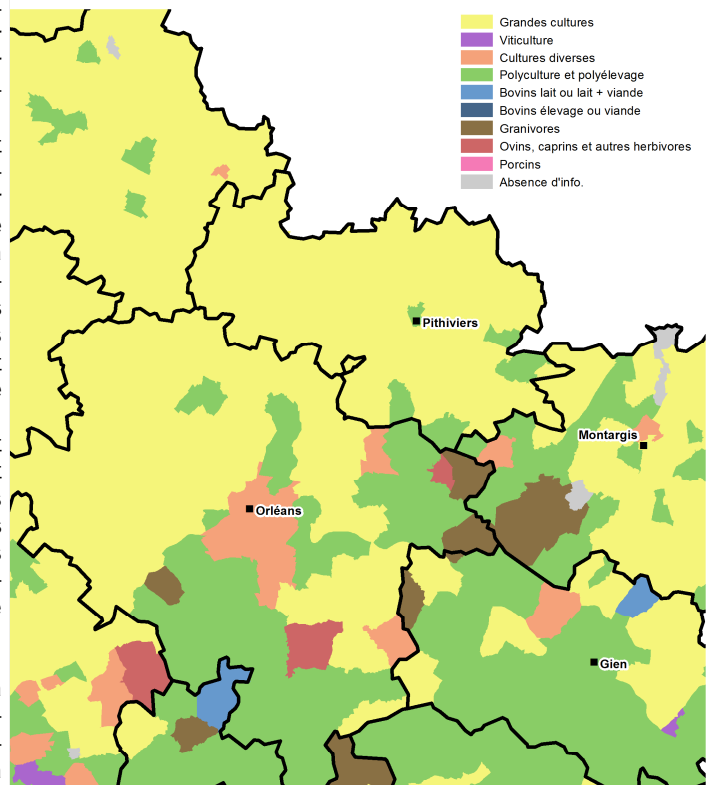 Grandes cultures
Viticulture
Cultures diverses
Polyculture et polyélevage
Bovins lait ou lait + viande
Bovins élevage ou viande
Granivores
Ovins, caprins et autres herbivores
Porcins
Absence d'info.
Pithiviers
Montargis
Orléans
Gien